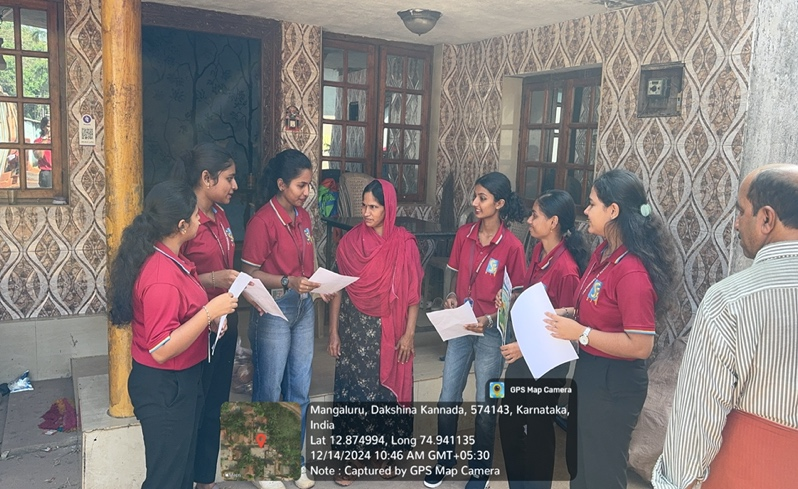 GPS Map Camera
Mangaluru, Dakshina Kannada, 574143, Karnataka,
India
Lat 12.874994, Long 74.941135
12/14/2024 10:46 AM GMT+05:30
Note : Captured by GPS Map Camera